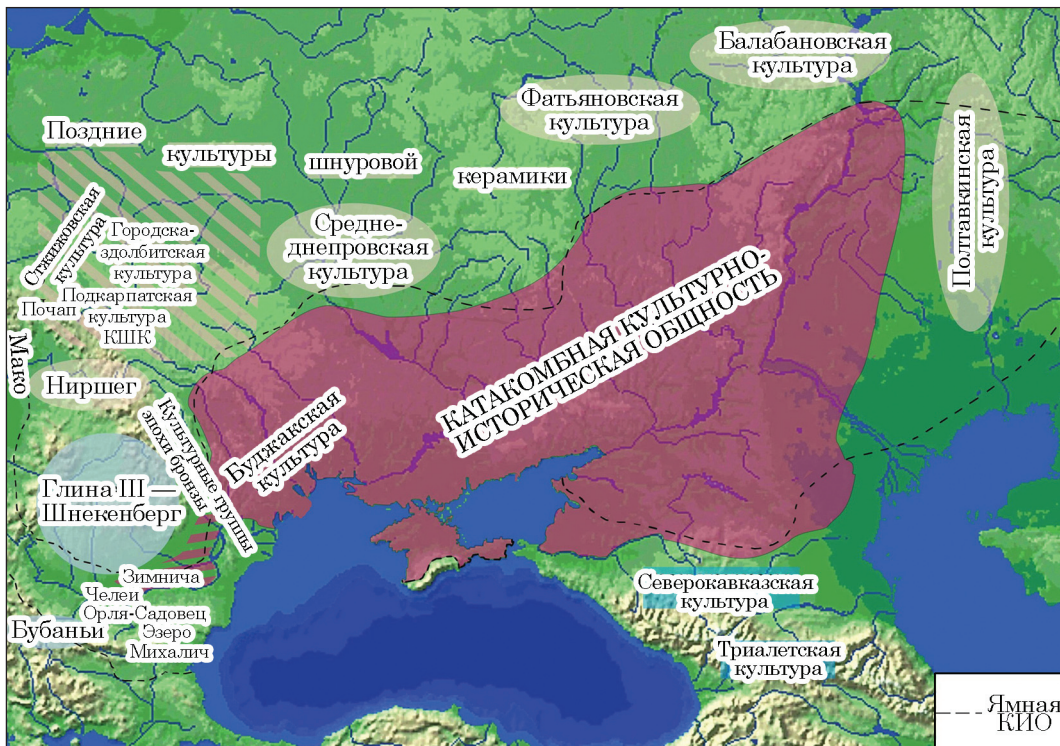 Балабановская
культура
Фатьяновская
культура
Полтавкинская
культура
Поздние
культуры
шнуровой
керамики
Стжижовская
культура
Городска-
здолбитская
культура
Средне-
днепровская
культура
Почап
Подкарпатская
культура
КШК
Мако
Ниршег
КАТАКОМБНАЯ КУЛЬТУРНО-
ИСТОРИЧЕСКАЯ ОБЩНОСТЬ
Культурные группы
эпохи бронзы
Буджакская
культура
Глина III —
Шнекенберг
Зимнича
Челеи
Орля-Садовец
Бубаньи
Эзеро
Михалич
Северокавказская
культура
Триалетская
культура
Ямная
КИО